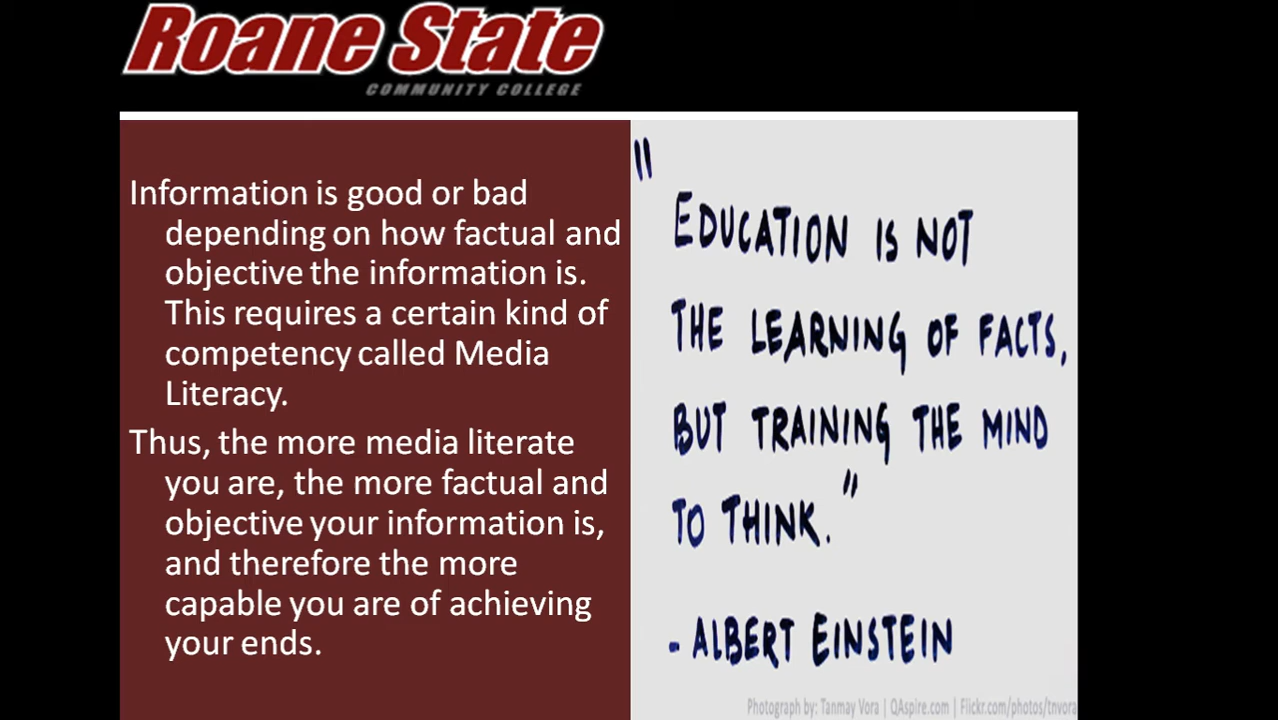 Roane State
COMMUNITY COLLEGE
Information is good or bad
depending on how factual and
objective the information is.
This requires a certain kind of
competency called Media
Literacy.
Thus, the more media literate
you are, the more factual and
objective your information is,
and therefore the more
capable you are of achieving
your ends.
"
EDUCATION IS NOT
THE LEARNING OF FACTS,
BUT TRAINING THE MIND
TO THINK."
- ALBERT EINSTEIN
Photograph by: Tanmay Vora | QAspire.com | Flickr.com/photos/tnvora